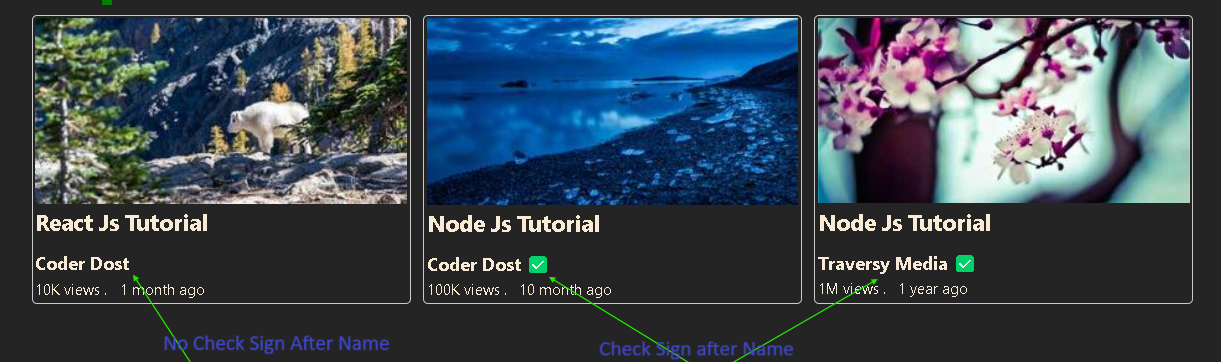 React Js Tutorial
Coder Dost
10K views . 1 month ago
Node Js Tutorial
Coder Dost ✅
100K views . 10 month ago
Node Js Tutorial
Traversy Media ✅
1M views . 1 year ago
No Check Sign After Name
Check Sign after Name